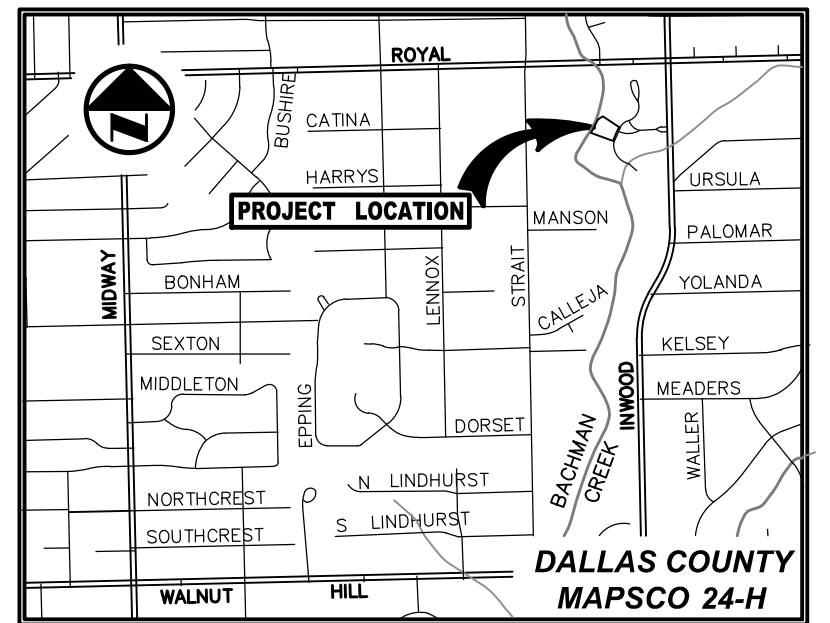 ROYAL
BUSHIRE
CATINA
HARRYS
N
PROJECT LOCATION
URSULA
MANSON
PALOMAR
MIDWAY
BONHAM
LENNOX
STRAIT
YOLANDA
CALLEJA
SEXTON
KELSEY
MIDDLETON
EPPING
INWOOD
MEADERS
DORSET
WALLER
BACHMAN
CREEK
N LINDHURST
NORTHCREST
S LINDHURST
SOUTHCREST
WALNUT HILL
DALLAS COUNTY
MAPSCO 24-H